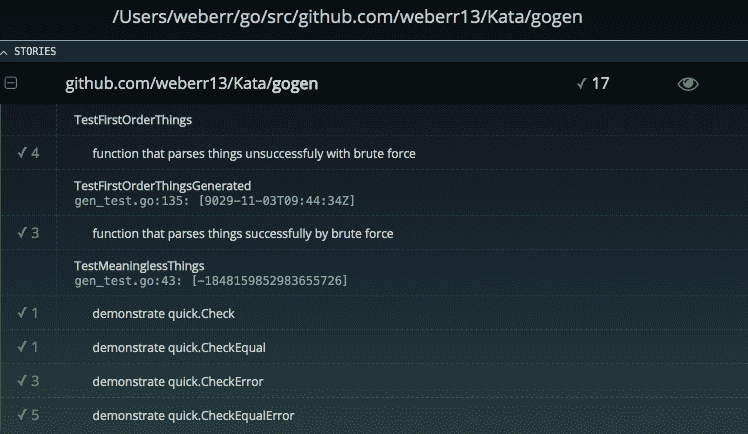 /Users/weberr/go/src/github.com/weberr13/Kata/gogen
STORIES
github.com/weberr13/Kata/gogen ✓ 17
TestFirstOrderThings
✓ 4 function that parses things unsuccessfuly with brute force
TestFirstOrderThingsGenerated
gen_test.go:135: [9029-11-03T09:44:34Z]
✓ 3 function that parses things successfully by brute force
TestMeaninglessThings
gen_test.go:43: [-1848159852983655726]
✓ 1 demonstrate quick.Check
✓ 1 demonstrate quick.CheckEqual
✓ 3 demonstrate quick.CheckError
✓ 5 demonstrate quick.CheckEqualError